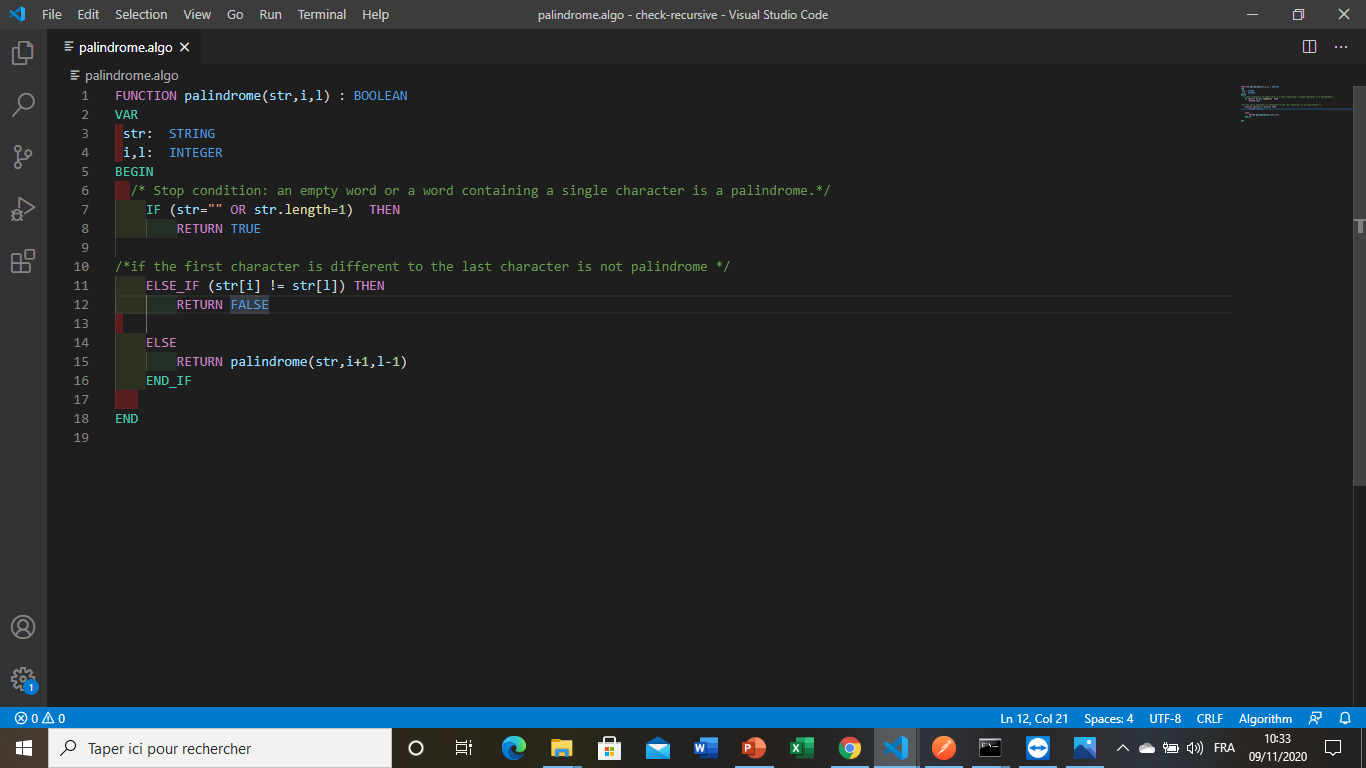 File Edit Selection View Go Run Terminal Help palindrome.algo - check-recursive - Visual Studio Code
palindrome.algo
palindrome.algo
1 FUNCTION palindrome(str,i,l) : BOOLEAN
2 VAR
3 str: STRING
4 i,l: INTEGER
5 BEGIN
6 /* Stop condition: an empty word or a word containing a single character is a palindrome.*/
7 IF (str="" OR str.length=1) THEN
8 RETURN TRUE
9
10 /*if the first character is different to the last character is not palindrome */
11 ELSE_IF (str[i] != str[l]) THEN
12 RETURN FALSE
13
14 ELSE
15 RETURN palindrome(str,i+1,l-1)
16 END_IF
17
18 END
19
1
0 0 Ln 12, Col 21 Spaces: 4 UTF-8 CRLF Algorithm
Taper ici pour rechercher FRA 10:33
09/11/2020